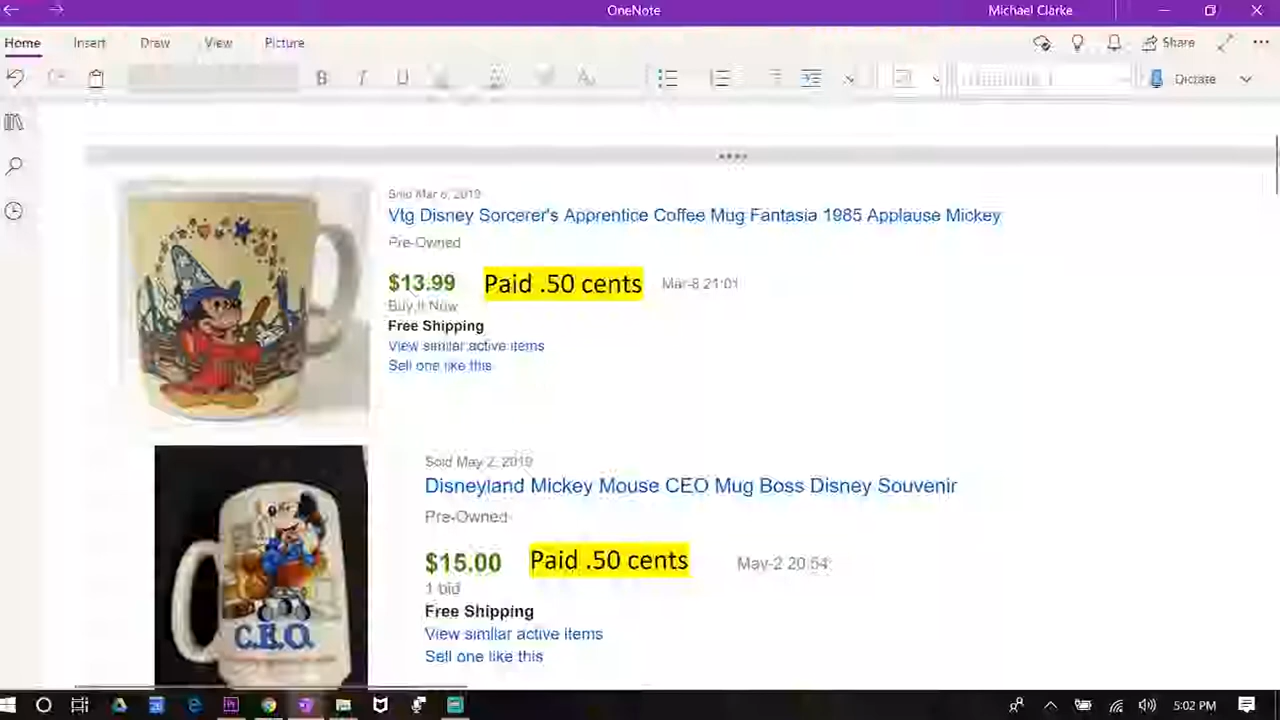 OneNote
Michael Clarke
Home
Insert
Draw
View
Picture
Share
B
I
U
Dictate
Sold Mar 6, 2019
Vtg Disney Sorcerer's Apprentice Coffee Mug Fantasia 1985 Applause Mickey
Pre-Owned
$13.99
Paid .50 cents
Mar-6 21:01
Buy It Now
Free Shipping
View similar active items
Sell one like this
Sold May 2, 2019
Disneyland Mickey Mouse CEO Mug Boss Disney Souvenir
Pre-Owned
$15.00
Paid .50 cents
May-2 20:54
1 bid
Free Shipping
View similar active items
Sell one like this
C.E.O.
5:02 PM